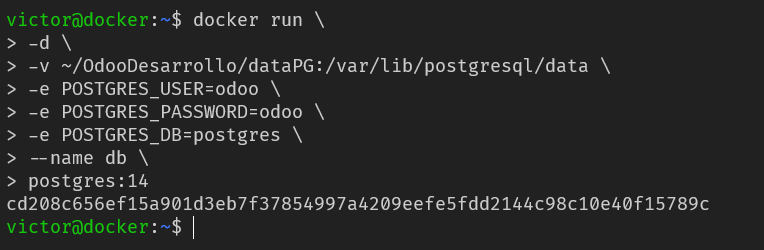 victor@docker:~$ docker run \
> -d \
> -v ~/OdooDesarrollo/dataPG:/var/lib/postgresql/data \
> -e POSTGRES_USER=odoo \
> -e POSTGRES_PASSWORD=odoo \
> -e POSTGRES_DB=postgres \
> --name db \
> postgres:14
cd208c656ef15a901d3eb7f37854997a4209eefe5fdd2144c98c10e40f15789c
victor@docker:~$